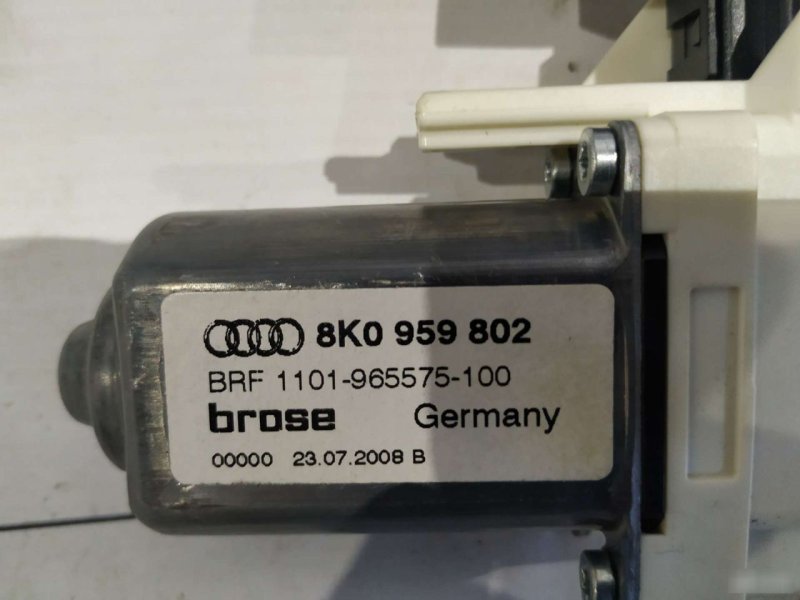 8K0 959 802
BRF 1101-965575-100
brose Germany
00000 23.07.2008 B